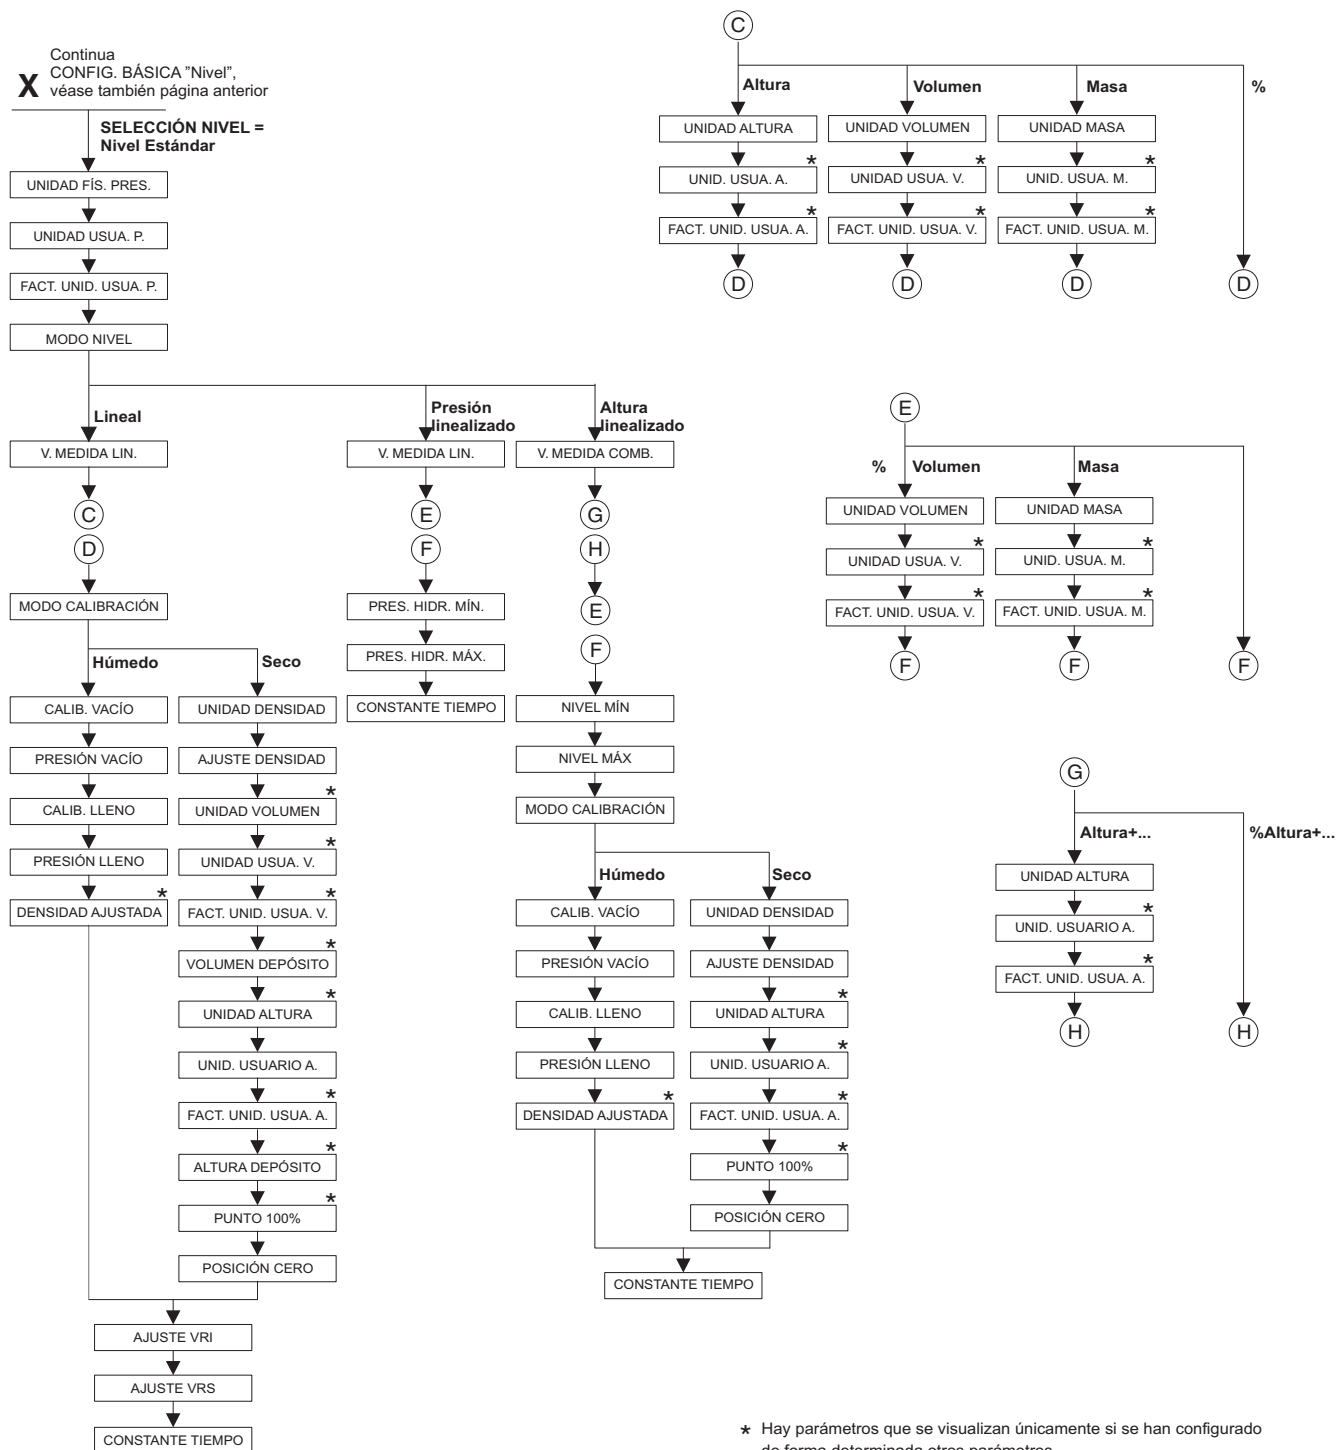 X
Continua
CONFIG. BÁSICA "Nivel",
véase también página anterior
SELECCIÓN NIVEL =
Nivel Estándar
UNIDAD FÍS. PRES.
UNIDAD USUA. P.
FACT. UNID. USUA. P.
MODO NIVEL
Lineal
V. MEDIDA LIN.
C
D
MODO CALIBRACIÓN
Húmedo
CALIB. VACÍO
PRESIÓN VACÍO
CALIB. LLENO
PRESIÓN LLENO
*
DENSIDAD AJUSTADA
Seco
UNIDAD DENSIDAD
AJUSTE DENSIDAD
*
UNIDAD VOLUMEN
*
UNIDAD USUA. V.
*
FACT. UNID. USUA. V.
*
VOLUMEN DEPÓSITO
*
UNIDAD ALTURA
UNID. USUARIO A.
*
FACT. UNID. USUA. A.
*
ALTURA DEPÓSITO
*
PUNTO 100%
POSICIÓN CERO
AJUSTE VRI
AJUSTE VRS
CONSTANTE TIEMPO
Presión
linealizado
V. MEDIDA LIN.
E
F
PRES. HIDR. MÍN.
PRES. HIDR. MÁX.
CONSTANTE TIEMPO
Altura
linealizado
V. MEDIDA COMB.
G
H
E
F
NIVEL MÍN
NIVEL MÁX
MODO CALIBRACIÓN
Húmedo
CALIB. VACÍO
PRESIÓN VACÍO
CALIB. LLENO
PRESIÓN LLENO
*
DENSIDAD AJUSTADA
Seco
UNIDAD DENSIDAD
AJUSTE DENSIDAD
*
UNIDAD ALTURA
*
UNID. USUARIO A.
*
FACT. UNID. USUA. A.
*
PUNTO 100%
POSICIÓN CERO
CONSTANTE TIEMPO
C
Altura
UNIDAD ALTURA
*
UNID. USUA. A.
*
FACT. UNID. USUA. A.
D
Volumen
UNIDAD VOLUMEN
*
UNIDAD USUA. V.
*
FACT. UNID. USUA. V.
D
Masa
UNIDAD MASA
*
UNID. USUA. M.
*
FACT. UNID. USUA. M.
D
%
D
E
% Volumen
UNIDAD VOLUMEN
*
UNIDAD USUA. V.
*
FACT. UNID. USUA. V.
F
Masa
UNIDAD MASA
*
UNID. USUA. M.
*
FACT. UNID. USUA. M.
F
F
G
Altura+...
UNIDAD ALTURA
*
UNID. USUARIO A.
*
FACT. UNID. USUA. A.
H
%Altura+...
H
* Hay parámetros que se visualizan únicamente si se han configurado
de forma determinada otros parámetros